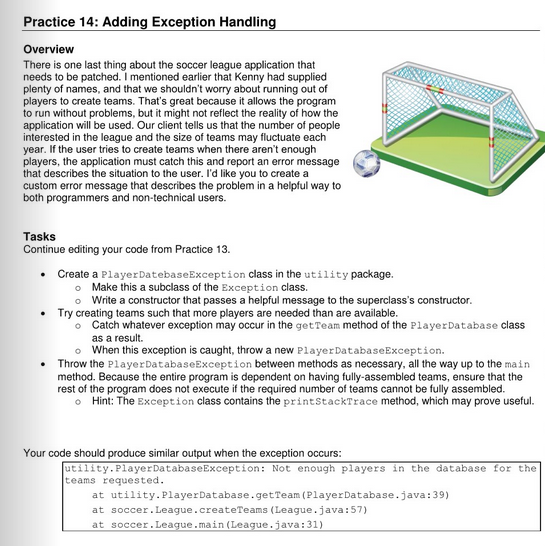 Practice 14: Adding Exception Handling
Overview
There is one last thing about the soccer league application that
needs to be patched. I mentioned earlier that Kenny had supplied
plenty of names, and that we shouldn't worry about running out of
players to create teams. That's great because it allows the program
to run without problems, but it might not reflect the reality of how the
application will be used. Our client tells us that the number of people
interested in the league and the size of teams may fluctuate each
year. If the user tries to create teams when there aren't enough
players, the application must catch this and report an error message
that describes the situation to the user. I'd like you to create a
custom error message that describes the problem in a helpful way to
both programmers and non-technical users.
Tasks
Continue editing your code from Practice 13.
• Create a PlayerDatebaseException class in the utility package.
o Make this a subclass of the Exception class.
o Write a constructor that passes a helpful message to the superclass's constructor.
• Try creating teams such that more players are needed than are available.
o Catch whatever exception may occur in the getTeam method of the PlayerDatabase class
as a result.
o When this exception is caught, throw a new PlayerDatabaseException.
• Throw the PlayerDatabaseException between methods as necessary, all the way up to the main
method. Because the entire program is dependent on having fully-assembled teams, ensure that the
rest of the program does not execute if the required number of teams cannot be fully assembled.
o Hint: The Exception class contains the printStackTrace method, which may prove useful.
Your code should produce similar output when the exception occurs:
utility.PlayerDatabaseException: Not enough players in the database for the
teams requested.
at utility.PlayerDatabase.getTeam(PlayerDatabase.java:39)
at soccer.League.createTeams(League.java:57)
at soccer.League.main(League.java:31)